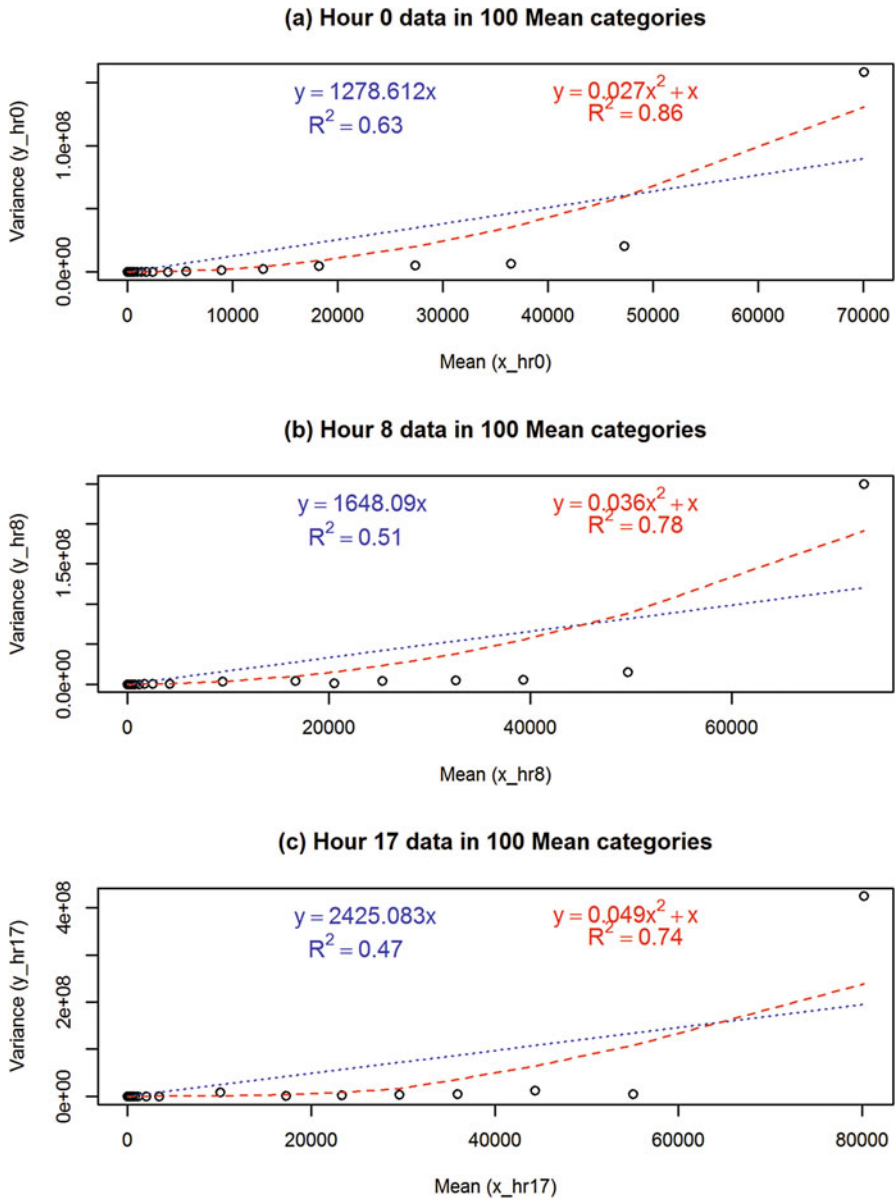 (a) Hour 0 data in 100 Mean categories
y = 1278.612x
R² = 0.63
y = 0.027x² + x
R² = 0.86
Variance (y_hr0)
1.0e+08
0.0e+00
0 10000 20000 30000 40000 50000 60000 70000
Mean (x_hr0)
(b) Hour 8 data in 100 Mean categories
y = 1648.09x
R² = 0.51
y = 0.036x² + x
R² = 0.78
Variance (y_hr8)
1.5e+08
0.0e+00
0 20000 40000 60000
Mean (x_hr8)
(c) Hour 17 data in 100 Mean categories
y = 2425.083x
R² = 0.47
y = 0.049x² + x
R² = 0.74
Variance (y_hr17)
4e+08
2e+08
0e+00
0 20000 40000 60000 80000
Mean (x_hr17)